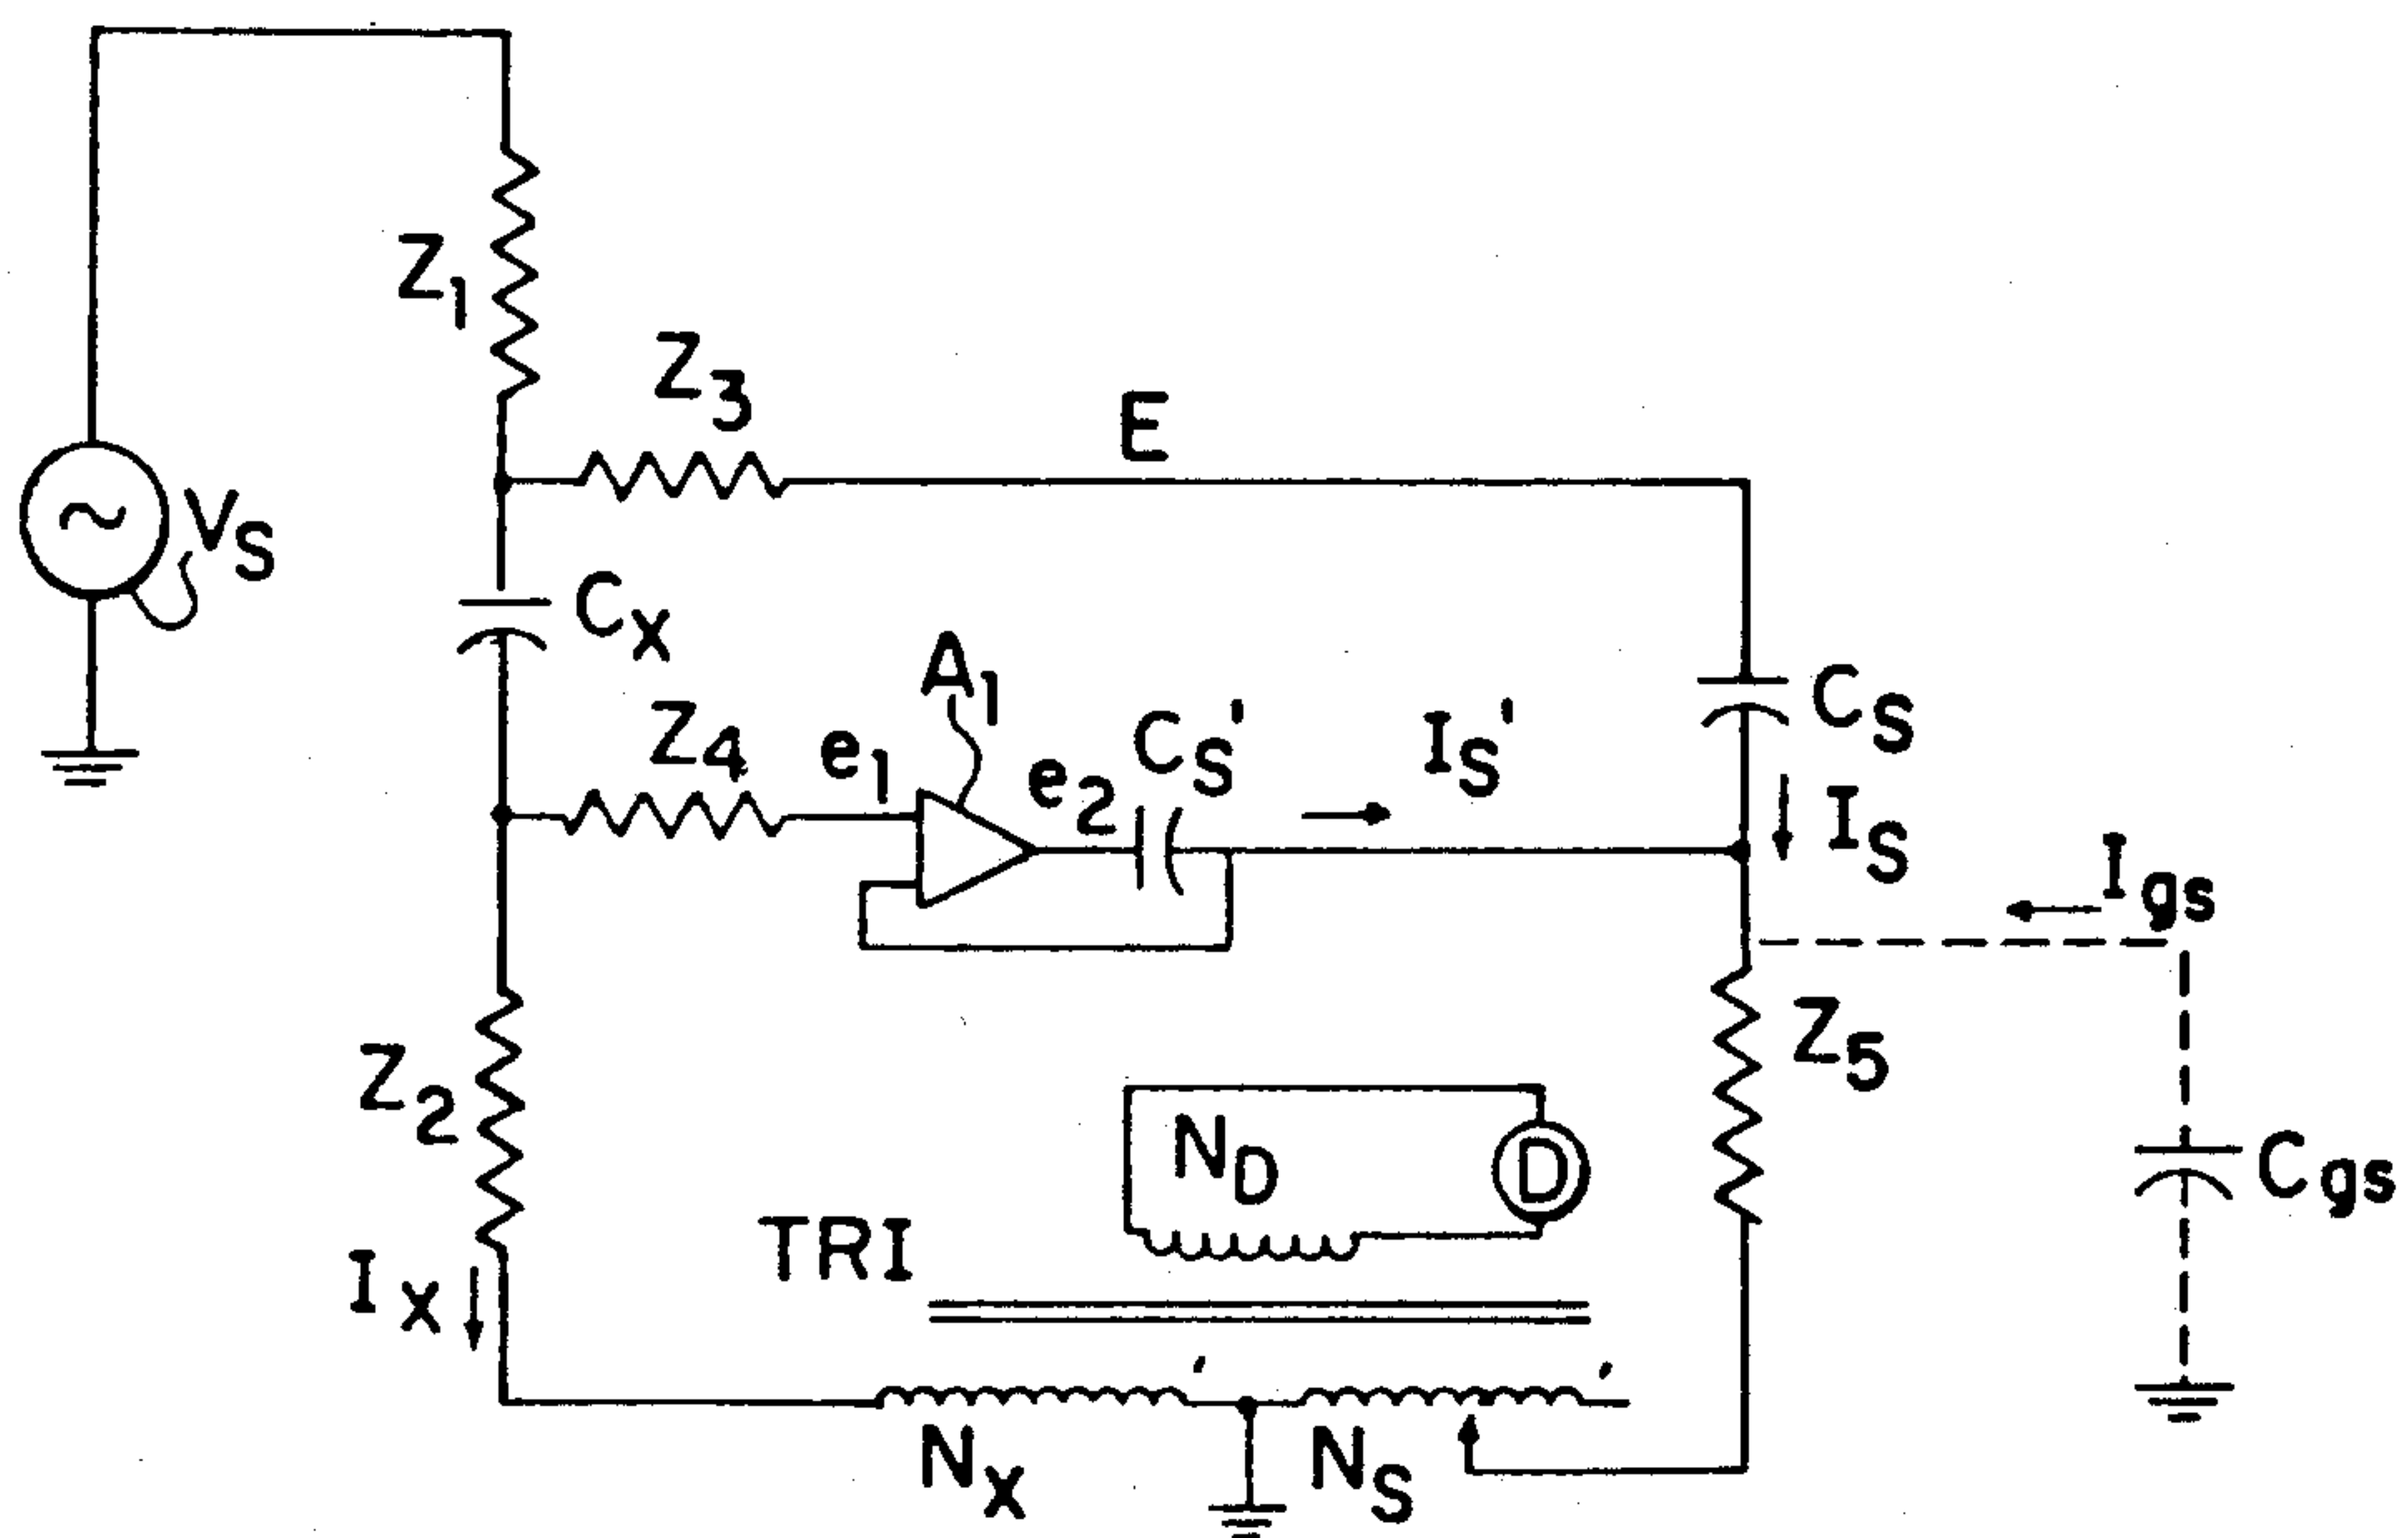 Z1
Z3
E
VS
CX
A1
Z4
e1
e2
CS'
IS'
CS
IS
Igs
Z2
Z5
ND
D
Cgs
TRI
IX
NX
NS